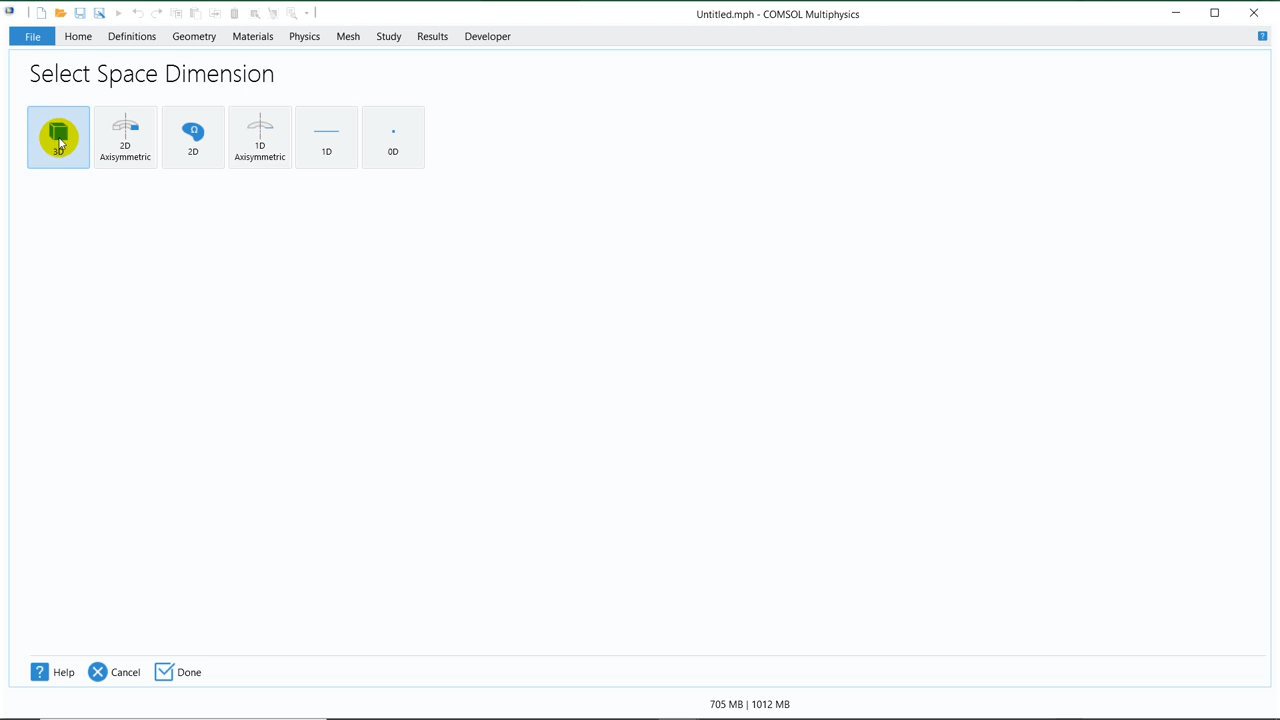 Untitled.mph - COMSOL Multiphysics
File Home Definitions Geometry Materials Physics Mesh Study Results Developer ?
Select Space Dimension
3D
2D
Axisymmetric
Ω
2D
1D
Axisymmetric
1D
0D
? Help Cancel Done
705 MB | 1012 MB